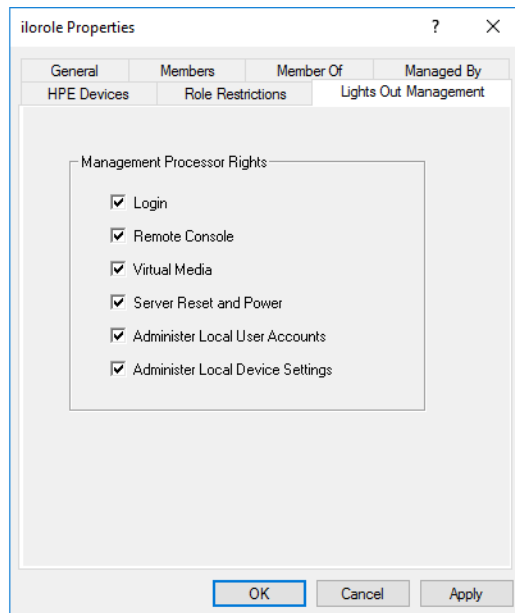 ilorole Properties
?
General
Members
Member Of
Managed By
HPE Devices
Role Restrictions
Lights Out Management
Management Processor Rights
Login
Remote Console
Virtual Media
Server Reset and Power
Administer Local User Accounts
Administer Local Device Settings
OK
Cancel
Apply